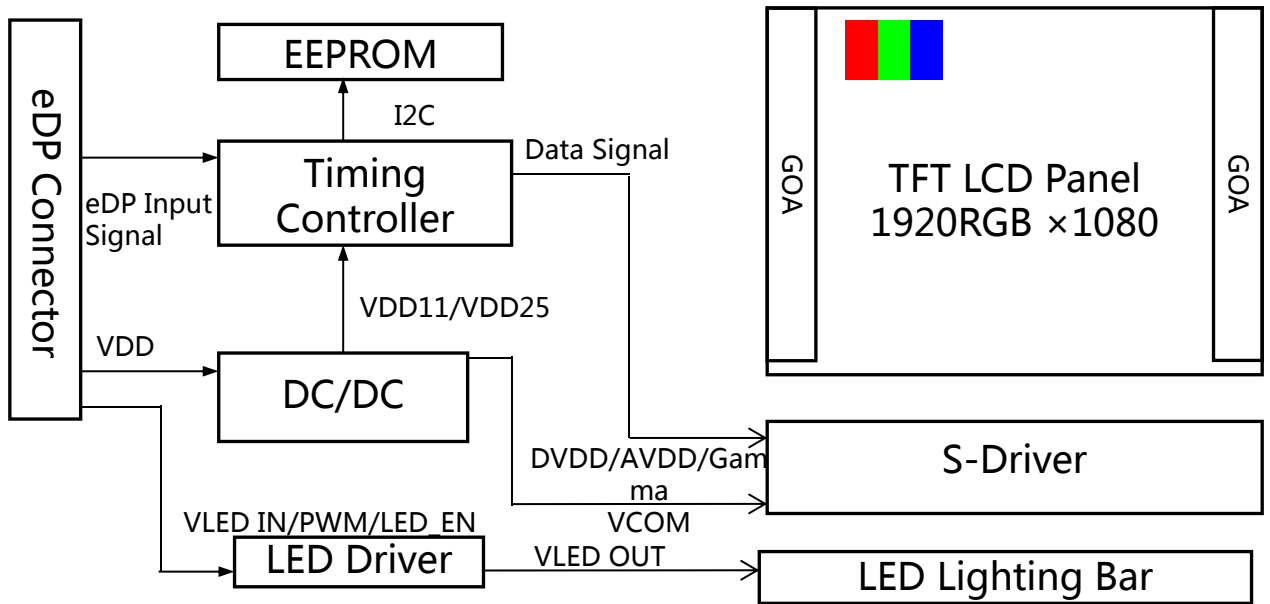 eDP Connector
EEPROM
I2C
eDP Input
Signal
Timing
Controller
Data Signal
VDD11/VDD25
VDD
DC/DC
GOA
TFT LCD Panel
1920RGB ×1080
GOA
DVDD/AVDD/Gam
ma
VCOM
S-Driver
VLED IN/PWM/LED_EN
LED Driver
VLED OUT
LED Lighting Bar